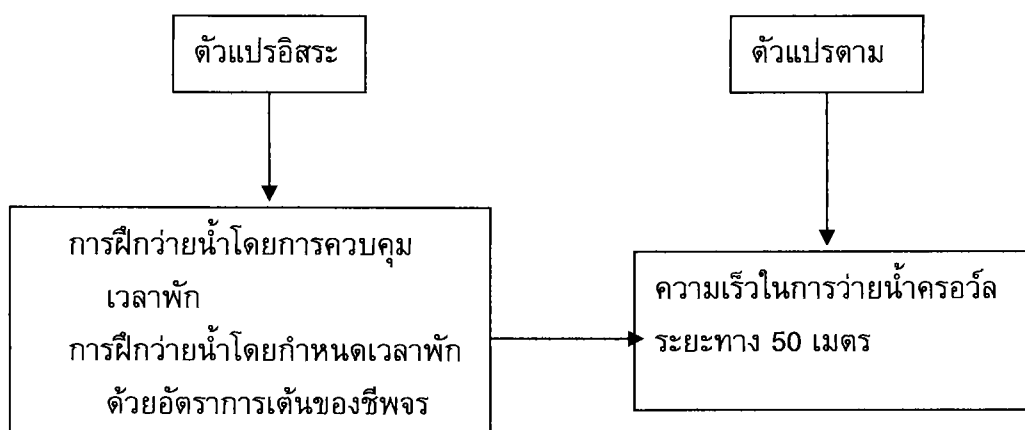 ตัวแปรอิสระ
ตัวแปรตาม
การฝึกว่ายน้ำโดยการควบคุม
เวลาพัก
การฝึกว่ายน้ำโดยกำหนดเวลาพัก
ด้วยอัตราการเต้นของชีพจร
ความเร็วในการว่ายน้ำครอว์ล
ระยะทาง 50 เมตร